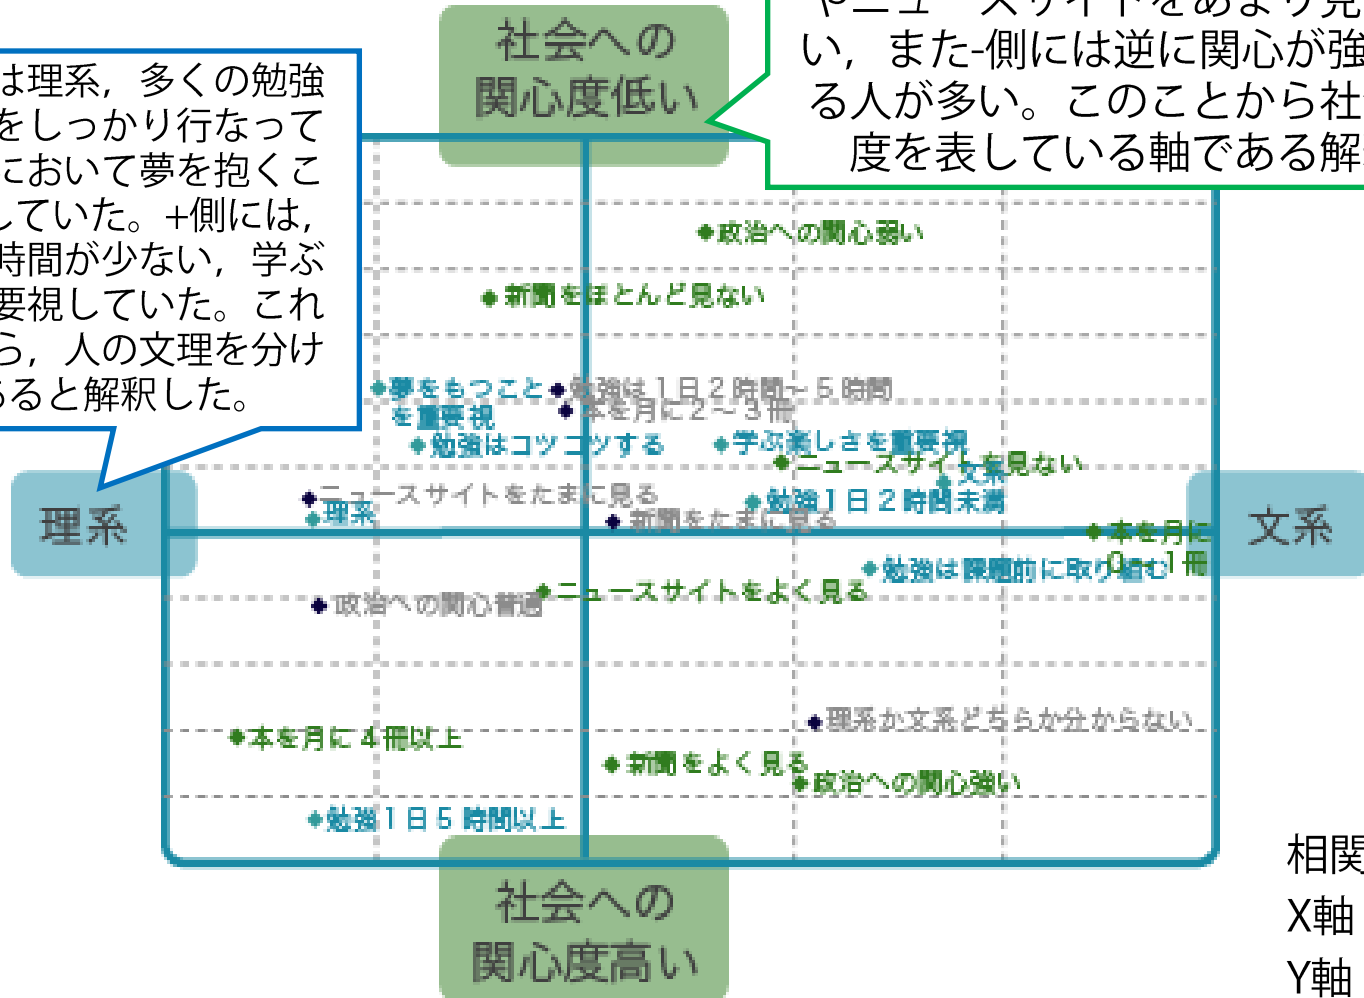 社会への
関心度低い
やニュースサイトをあまり見
い，また-側には逆に関心が強
る人が多い。このことから社
度を表している軸である解
は理系，多くの勉強
をしっかり行なって
において夢を抱くこ
していた。+側には，
時間が少ない，学ぶ
要視していた。これ
ら，人の文理を分け
あると解釈した。
政治への関心弱い
新聞をほとんど見ない
夢をもつこと
を重要視
勉強は１日２時間～５時間
本を月に２～３冊
勉強はコツコツする
学ぶ楽しさを重要視
ニュースサイトを見ない
文系
ニュースサイトをたまに見る
勉強１日２時間未満
理系
新聞をたまに見る
理系
文系
本を月に
０～１冊
勉強は課題前に取り組む
ニュースサイトをよく見る
政治への関心普通
理系か文系どちらか分からない
本を月に４冊以上
新聞をよく見る
政治への関心強い
勉強１日５時間以上
社会への
関心度高い
相関
X軸
Y軸